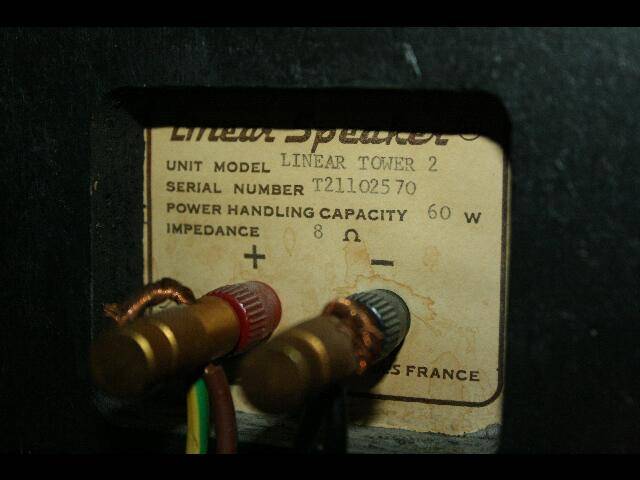 Linear Speaker
UNIT MODEL LINEAR TOWER 2
SERIAL NUMBER T21102570
POWER HANDLING CAPACITY 60 W
IMPEDANCE 8 Ω
+ −
FRANCE